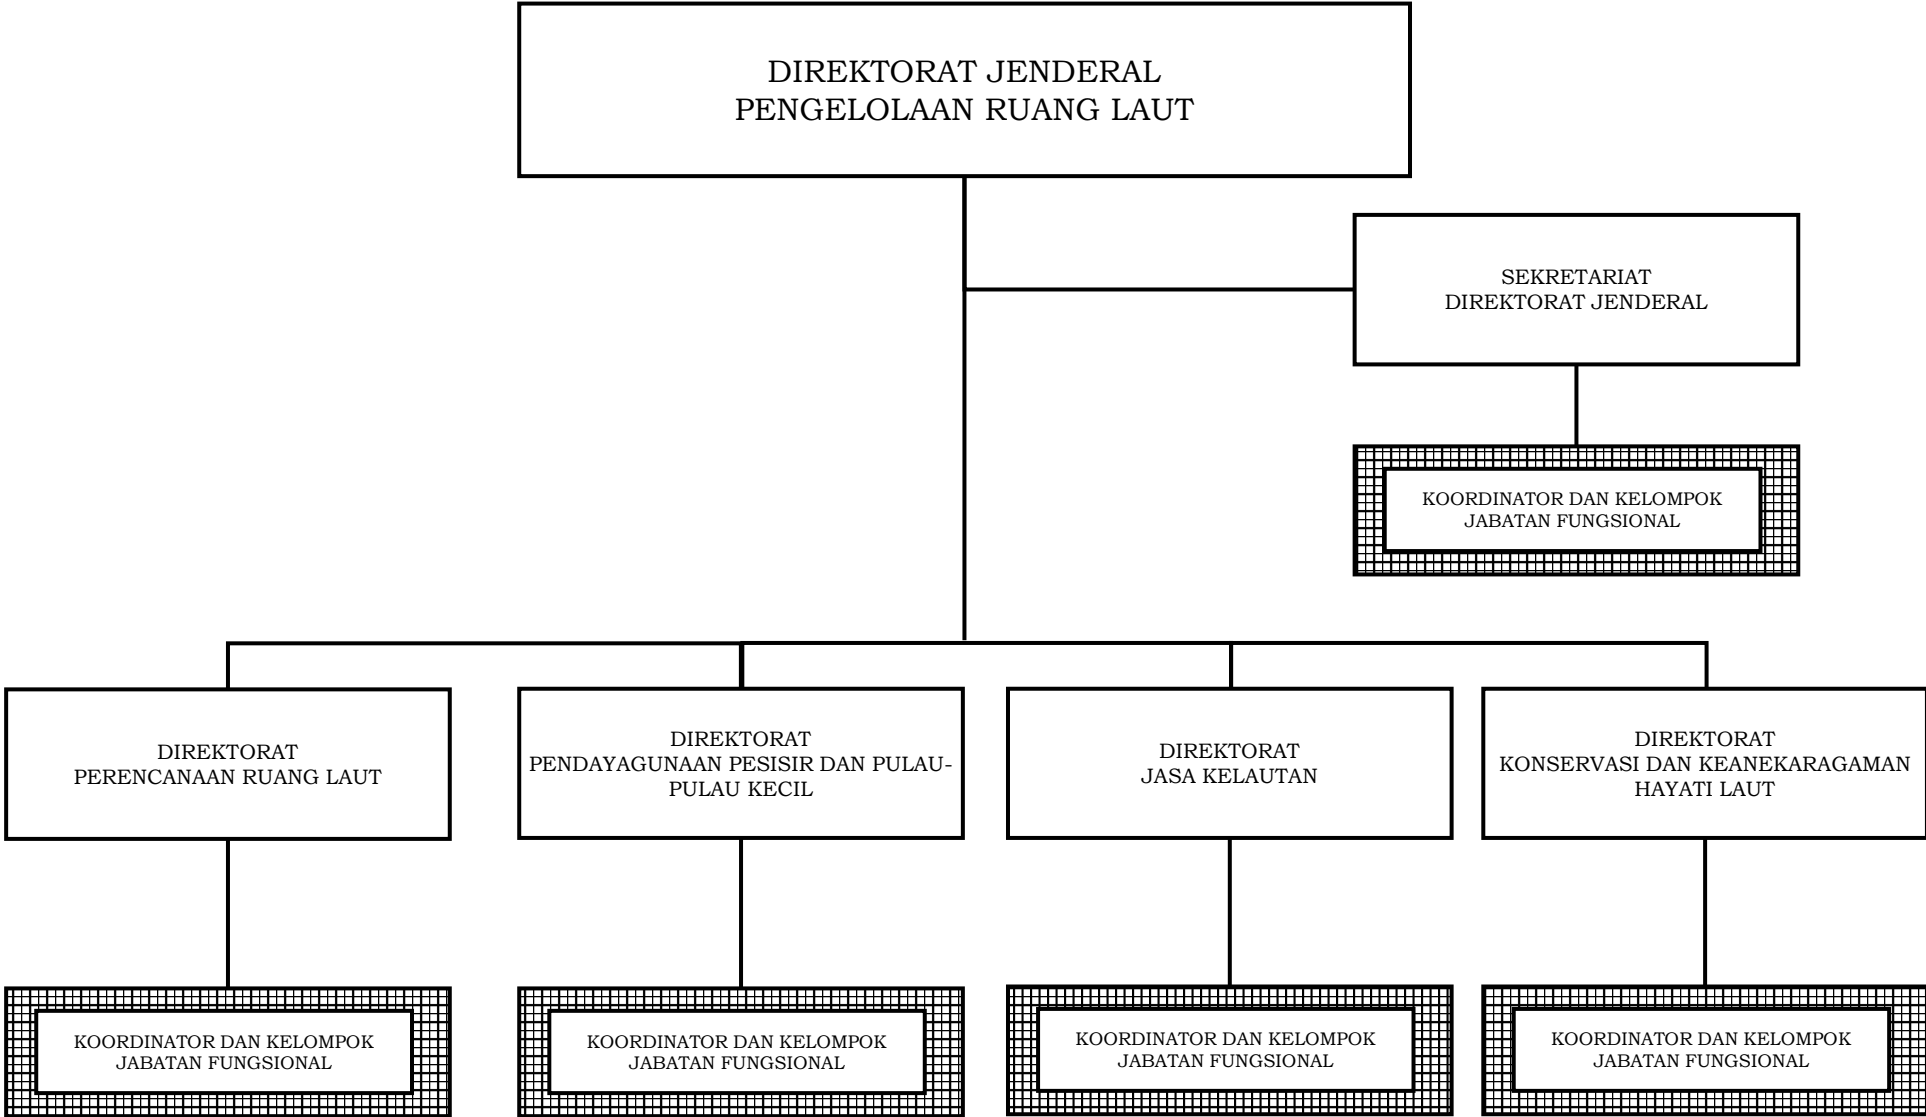 DIREKTORAT JENDERAL
PENGELOLAAN RUANG LAUT
SEKRETARIAT
DIREKTORAT JENDERAL
KOORDINATOR DAN KELOMPOK
JABATAN FUNGSIONAL
DIREKTORAT
PERENCANAAN RUANG LAUT
DIREKTORAT
PENDAYAGUNAAN PESISIR DAN PULAU-
PULAU KECIL
DIREKTORAT
JASA KELAUTAN
DIREKTORAT
KONSERVASI DAN KEANEKARAGAMAN
HAYATI LAUT
KOORDINATOR DAN KELOMPOK
JABATAN FUNGSIONAL
KOORDINATOR DAN KELOMPOK
JABATAN FUNGSIONAL
KOORDINATOR DAN KELOMPOK
JABATAN FUNGSIONAL
KOORDINATOR DAN KELOMPOK
JABATAN FUNGSIONAL